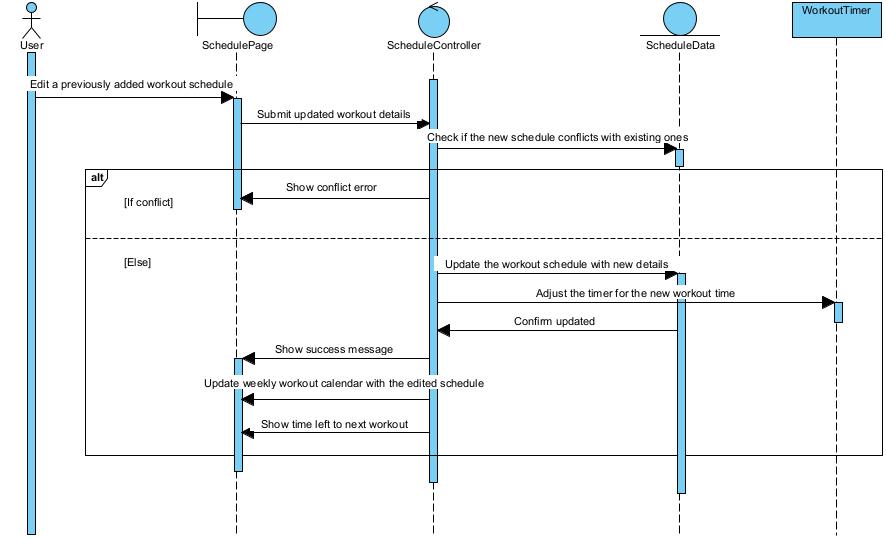 User
SchedulePage
ScheduleController
ScheduleData
WorkoutTimer
Edit a previously added workout schedule
Submit updated workout details
Check if the new schedule conflicts with existing ones
alt
[If conflict]
Show conflict error
[Else]
Update the workout schedule with new details
Adjust the timer for the new workout time
Confirm updated
Show success message
Update weekly workout calendar with the edited schedule
Show time left to next workout